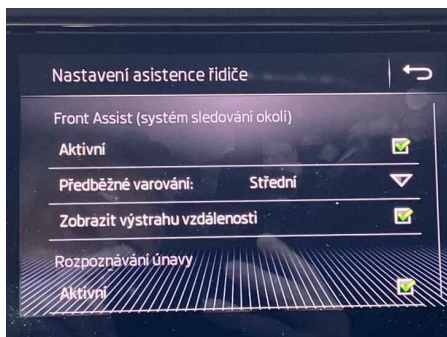 Nastavení asistence řidiče
Front Assist (systém sledování okolí)
Aktivní
Předběžné varování: Střední
Zobrazit výstrahu vzdálenosti
Rozpoznávání únavy
Aktivní